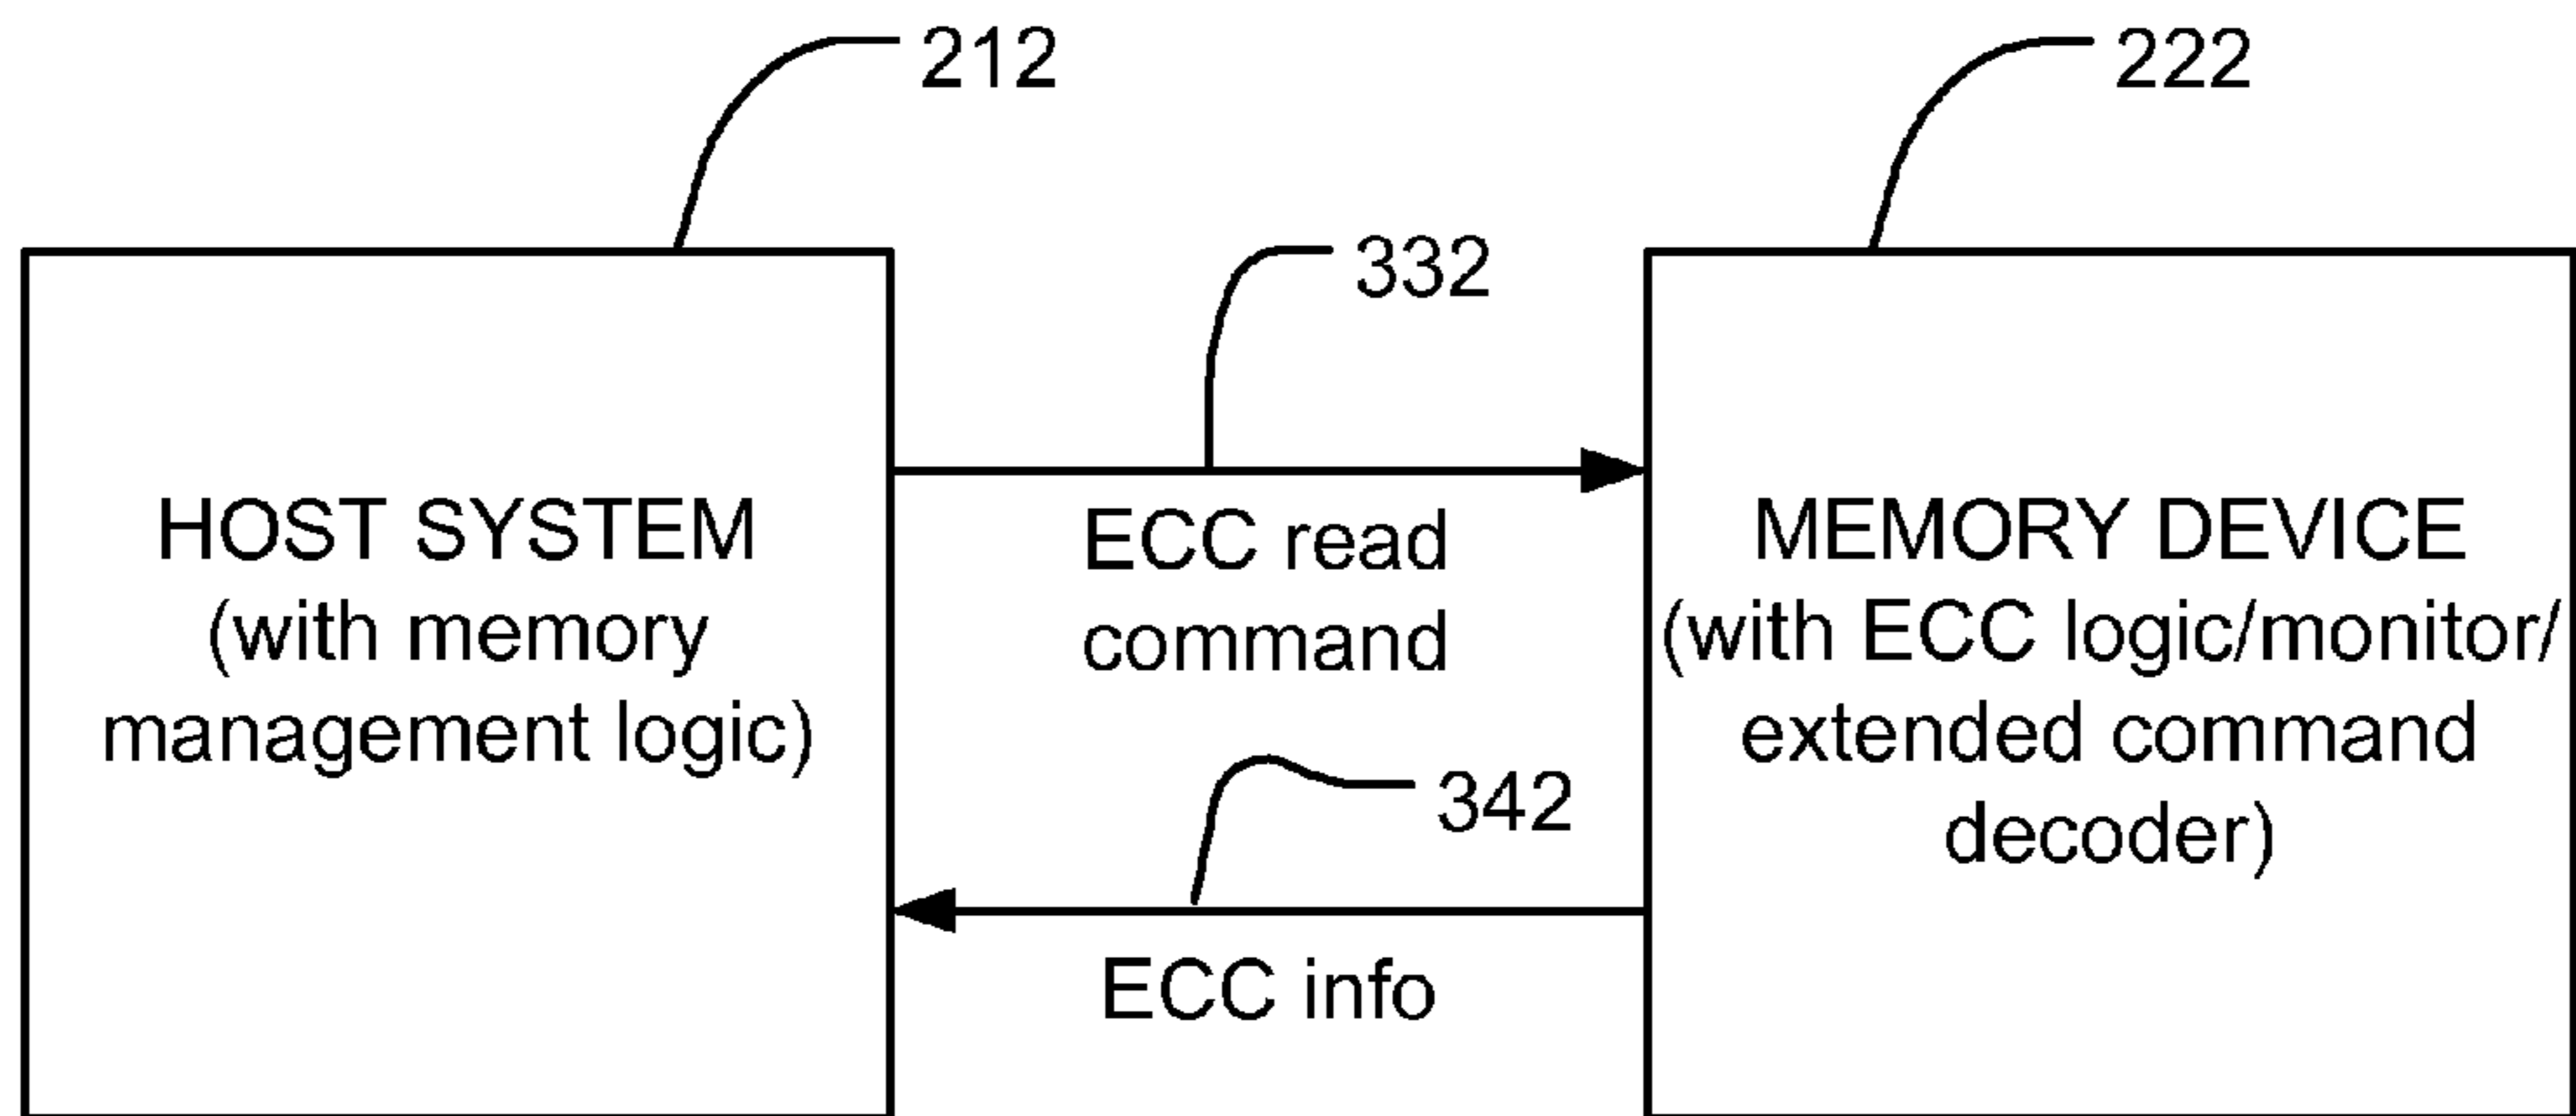 212
222
332
HOST SYSTEM
(with memory
management logic)
ECC read
command
MEMORY DEVICE
(with ECC logic/monitor/
extended command
decoder)
342
ECC info